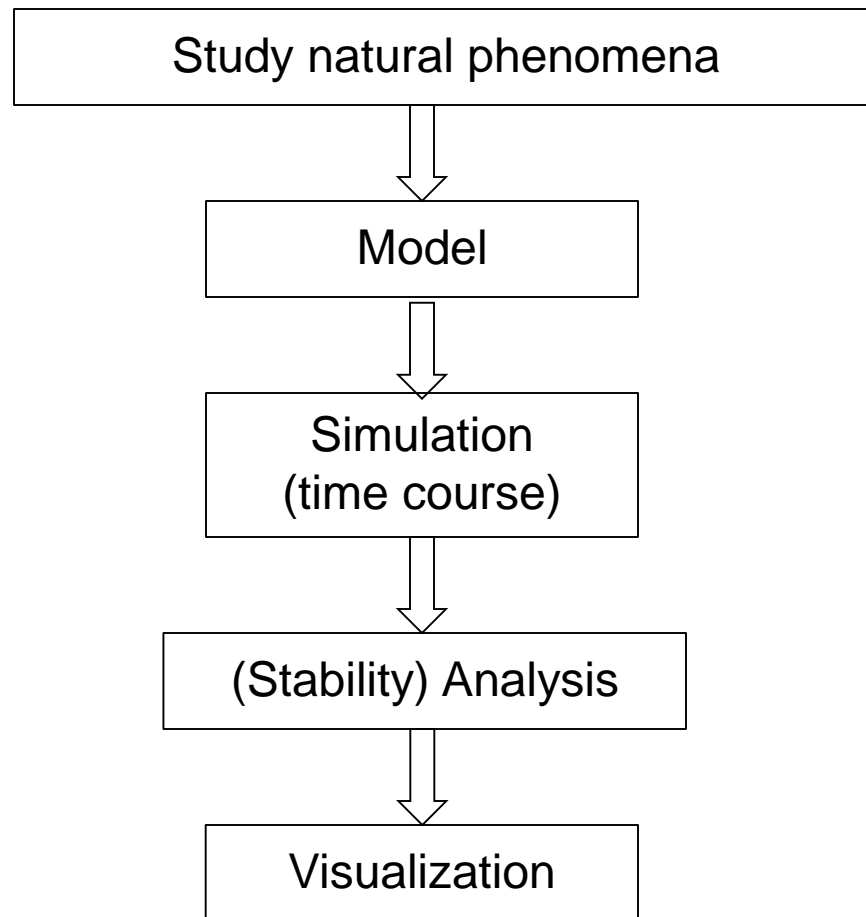 Study natural phenomena
Model
Simulation
(time course)
(Stability) Analysis
Visualization